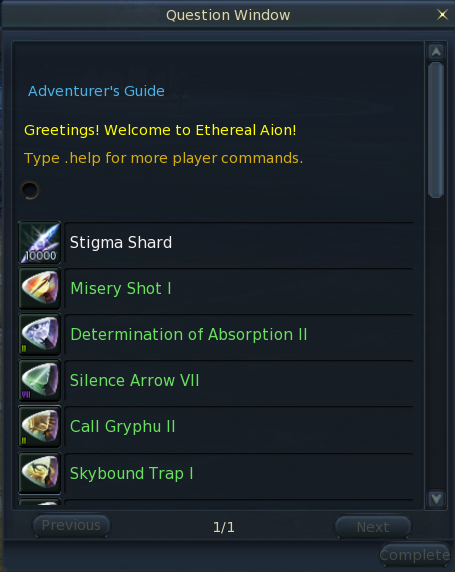 Question Window
Adventurer's Guide
Greetings! Welcome to Ethereal Aion!
Type .help for more player commands.
10000
Stigma Shard
Misery Shot I
II
Determination of Absorption II
VII
Silence Arrow VII
II
Call Gryphu II
Skybound Trap I
Previous
1/1
Next
Complete